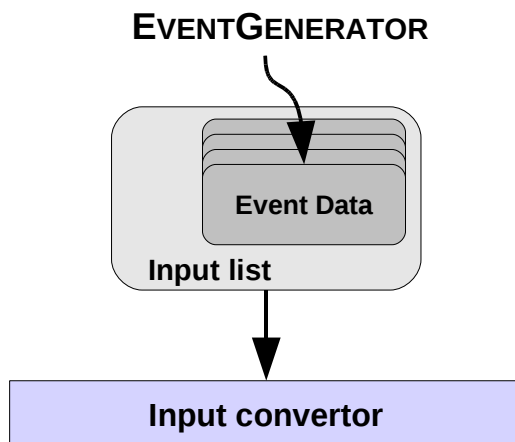 EVENTGENERATOR
Event Data
Input list
Input convertor